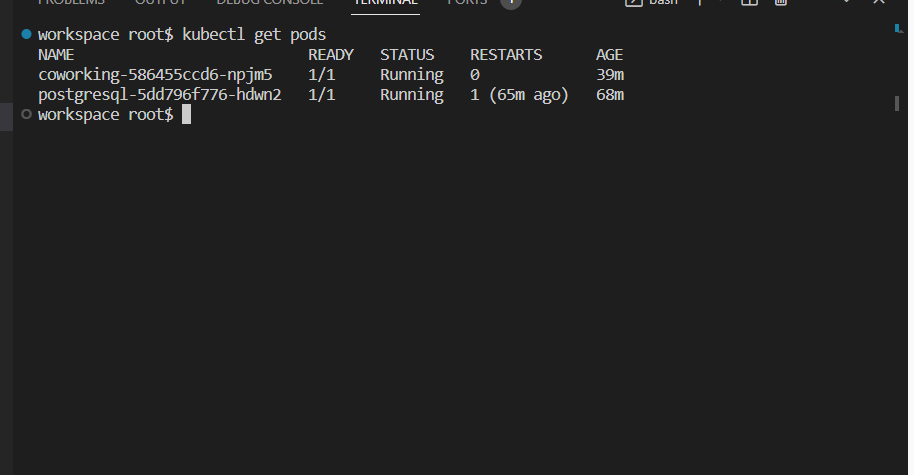 PROBLEMS OUTPUT DEBUG CONSOLE TERMINAL PORTS 1 bash
workspace root$ kubectl get pods
NAME READY STATUS RESTARTS AGE
coworking-586455ccd6-npjm5 1/1 Running 0 39m
postgresql-5dd796f776-hdwn2 1/1 Running 1 (65m ago) 68m
workspace root$